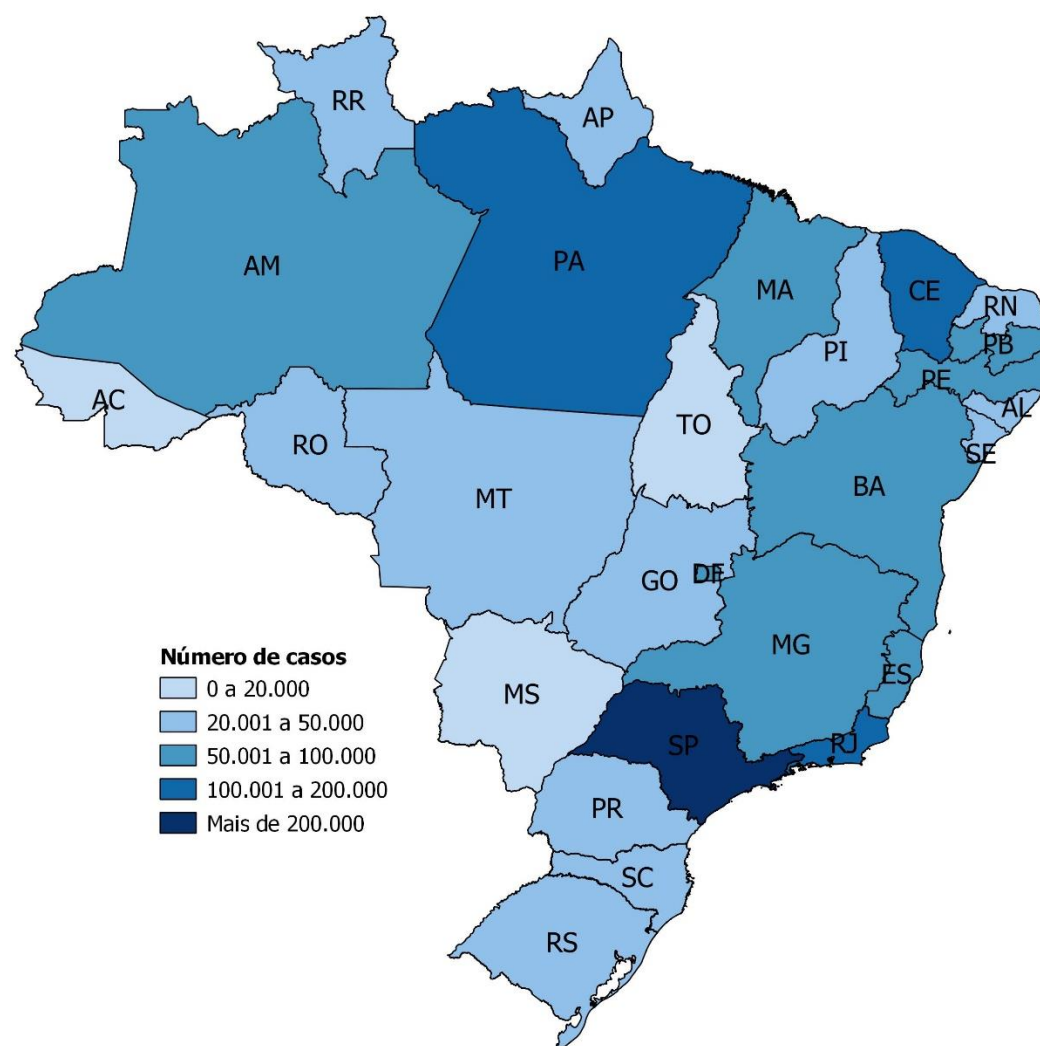 RR
AP
AM
PA
MA
CE
RN
PI
PB
PE
AC
TO
AL
RO
SE
MT
BA
GO
DF
MG
Número de casos
0 a 20.000
20.001 a 50.000
50.001 a 100.000
100.001 a 200.000
Mais de 200.000
MS
ES
SP
RJ
PR
SC
RS